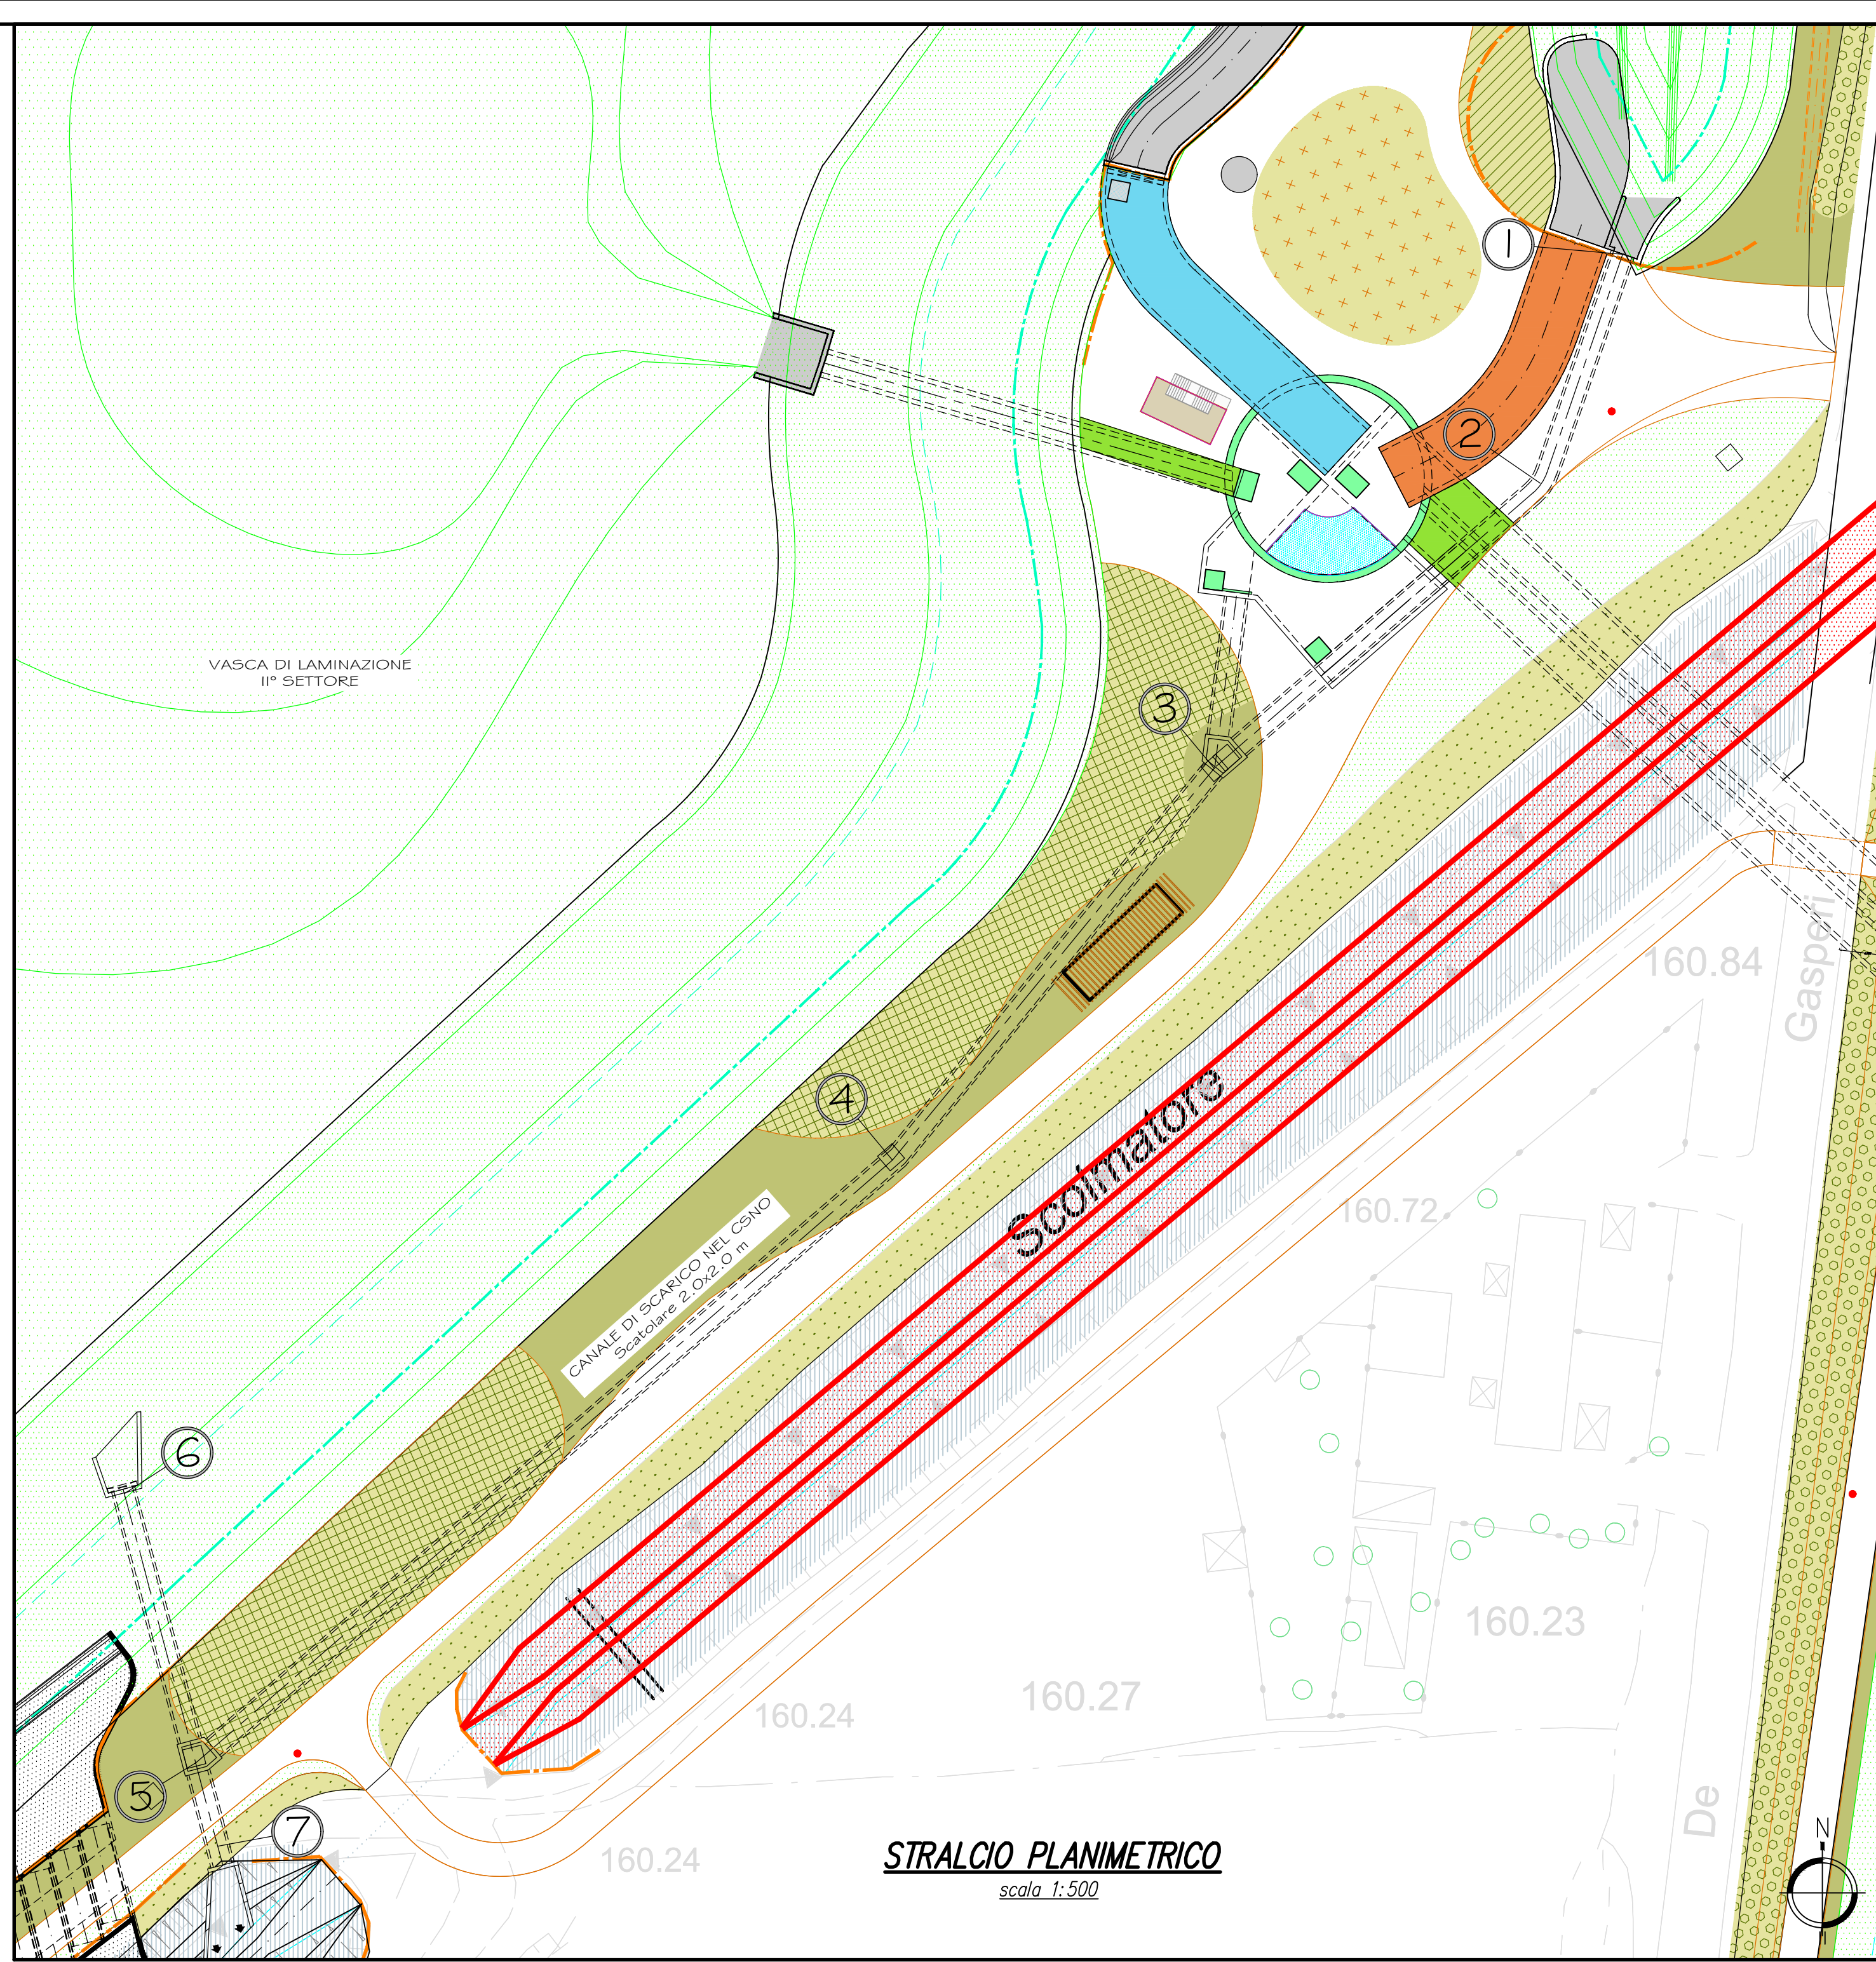 1
2
VASCA DI LAMINAZIONE
II° SETTORE
3
160.84
Gasperi
4
Scolmatore
160.72
CANALE DI SCARICO NEL CSNO
Scatolare 2.0x2.0 m
6
160.23
160.27
160.24
5
7
De
160.24
STRALCIO PLANIMETRICO
scala 1:500
N